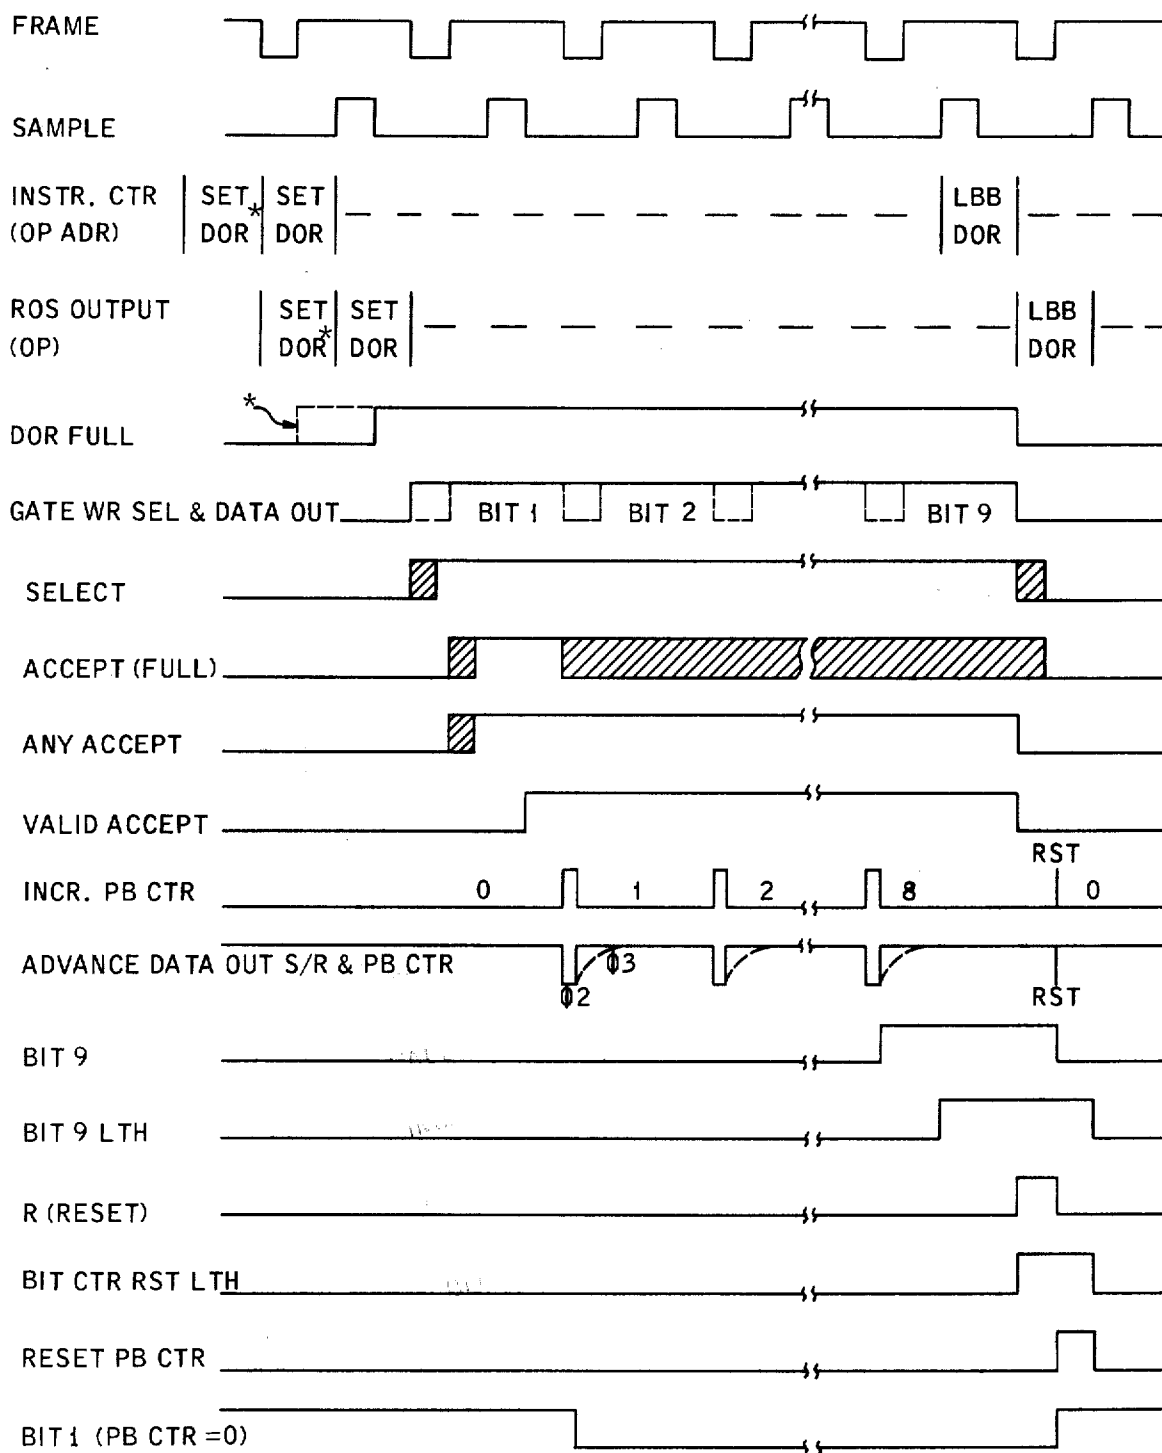 FRAME
SAMPLE
INSTR. CTR
(OP ADR)
SET * SET
DOR DOR
LBB
DOR
ROS OUTPUT
(OP)
SET SET
DOR * DOR
LBB
DOR
*
DOR FULL
GATE WR SEL & DATA OUT
BIT 1 BIT 2 BIT 9
SELECT
ACCEPT (FULL)
ANY ACCEPT
VALID ACCEPT
RST
INCR. PB CTR
0 1 2 8 0
ADVANCE DATA OUT S/R & PB CTR
ϕ3
ϕ2
RST
BIT 9
BIT 9 LTH
R (RESET)
BIT CTR RST LTH
RESET PB CTR
BIT 1 (PB CTR =0)